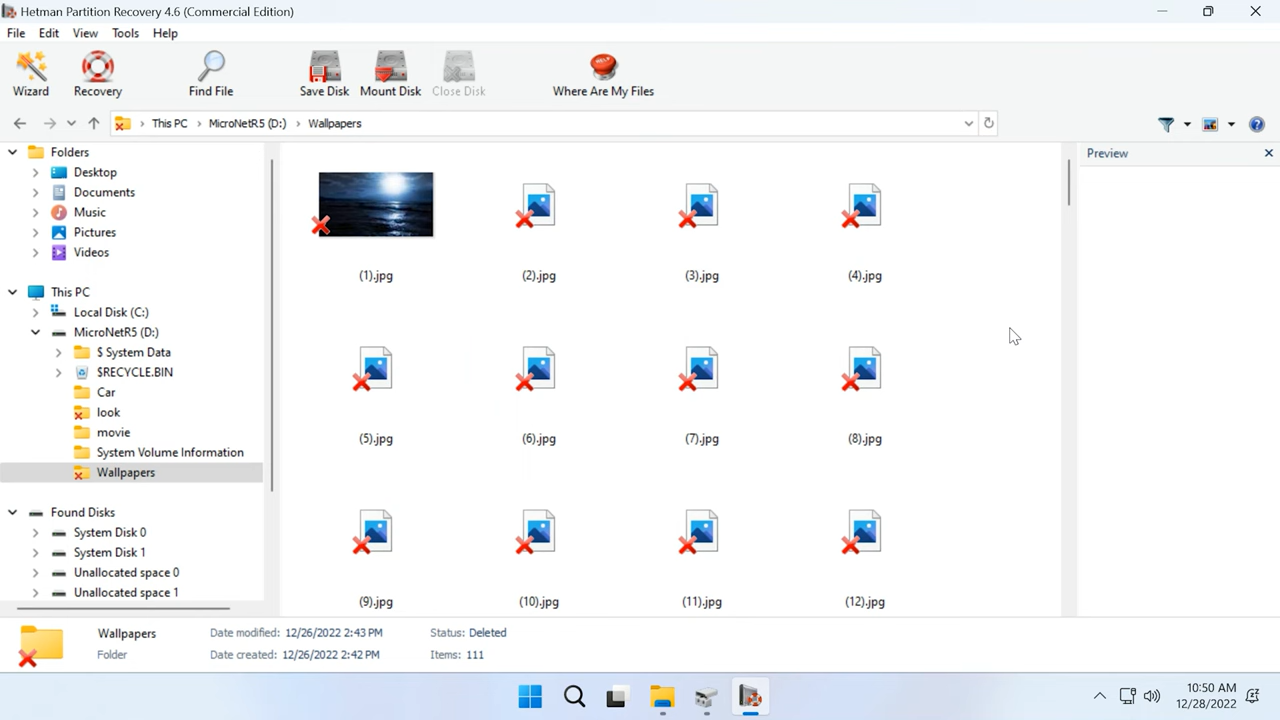 Hetman Partition Recovery 4.6 (Commercial Edition)
File Edit View Tools Help
Wizard Recovery Find File Save Disk Mount Disk Close Disk HELP Where Are My Files
This PC > MicroNetR5 (D:) > Wallpapers
Folders
Desktop
Documents
Music
Pictures
Videos
This PC
Local Disk (C:)
MicroNetR5 (D:)
$ System Data
$RECYCLE.BIN
Car
look
movie
System Volume Information
Wallpapers
Found Disks
System Disk 0
System Disk 1
Unallocated space 0
Unallocated space 1
(1).jpg (2).jpg (3).jpg (4).jpg
(5).jpg (6).jpg (7).jpg (8).jpg
(9).jpg (10).jpg (11).jpg (12).jpg
Preview
Wallpapers Date modified: 12/26/2022 2:43 PM Status: Deleted
Folder Date created: 12/26/2022 2:42 PM Items: 111
10:50 AM
12/28/2022